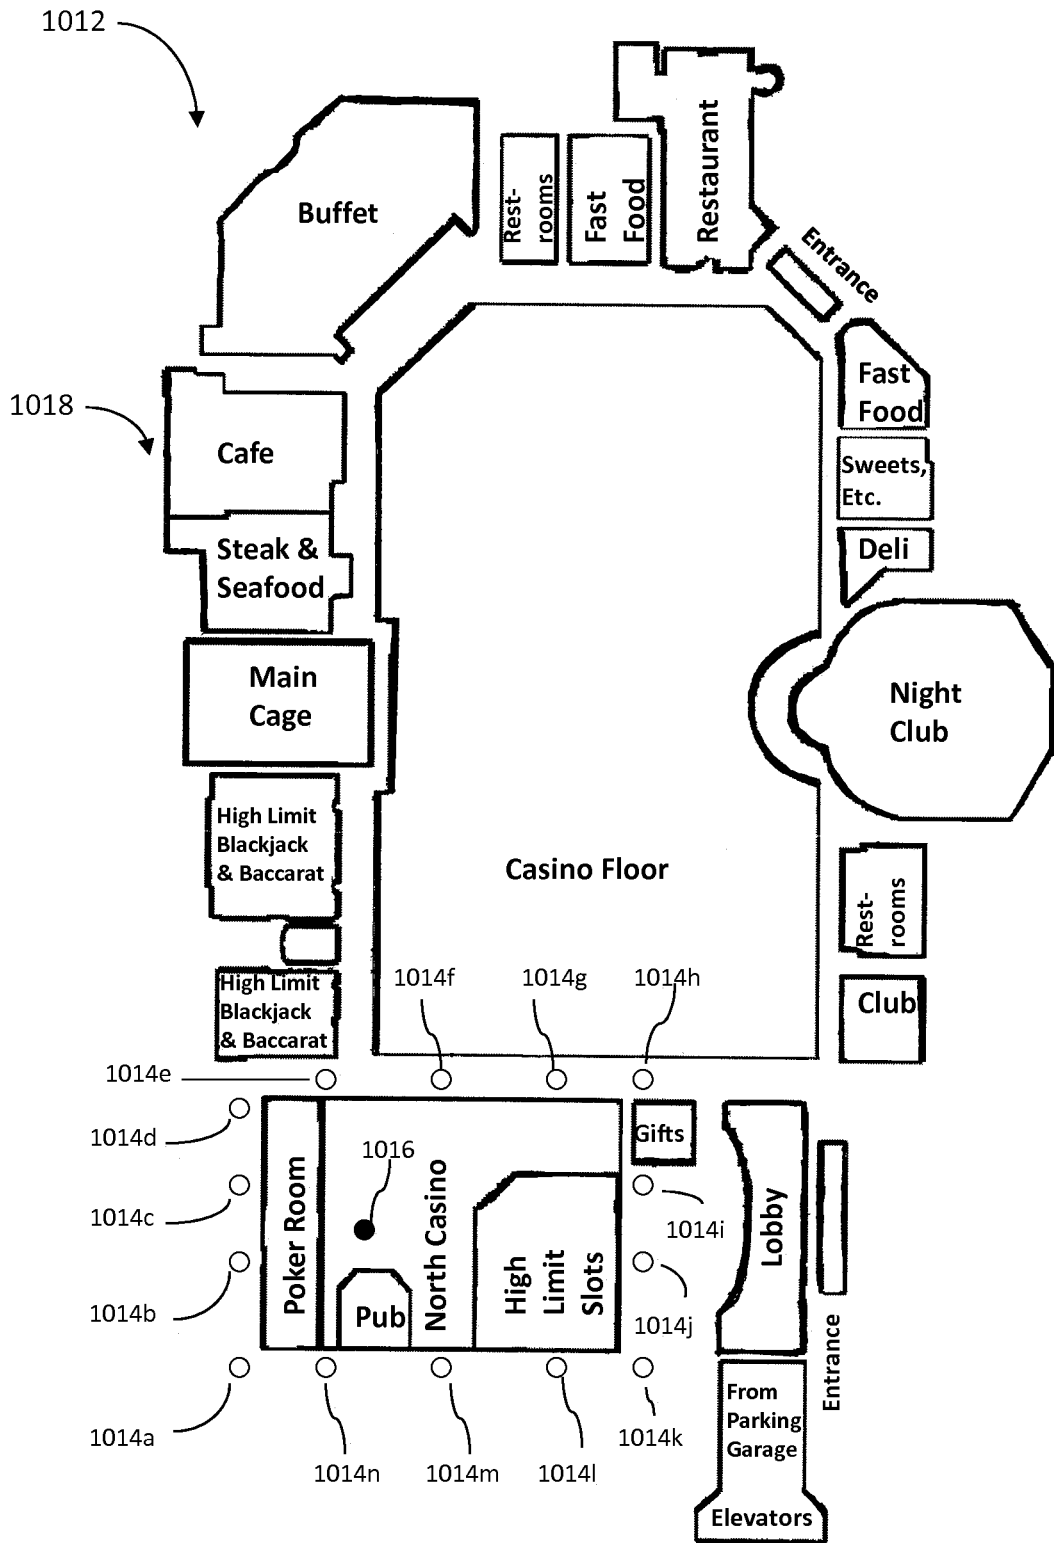 1012
Buffet
Rest-
rooms
Fast
Food
Restaurant
Entrance
1018
Cafe
Fast
Food
Sweets,
Etc.
Steak &
Seafood
Deli
Main
Cage
Night
Club
High Limit
Blackjack
& Baccarat
Casino Floor
Rest-
rooms
High Limit
Blackjack
& Baccarat
1014f
1014g
1014h
Club
1014e
1014d
1014c
1014b
1014a
Poker Room
1016
North Casino
Pub
High
Limit
Slots
Gifts
1014i
1014j
1014k
Lobby
Entrance
From
Parking
Garage
Elevators
1014n
1014m
1014l